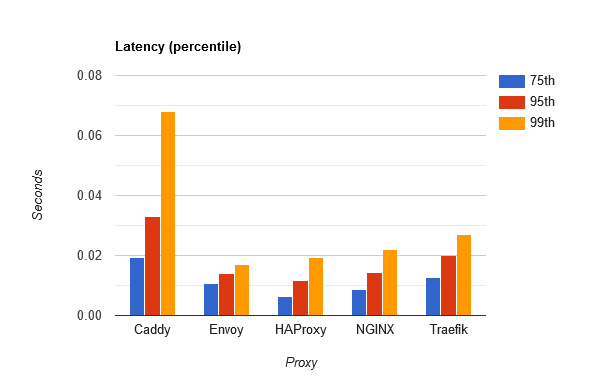 Latency (percentile)
0.08
0.06
0.04
0.02
0.00
Seconds
Caddy
Envoy
HAProxy
NGINX
Traefik
Proxy
75th
95th
99th